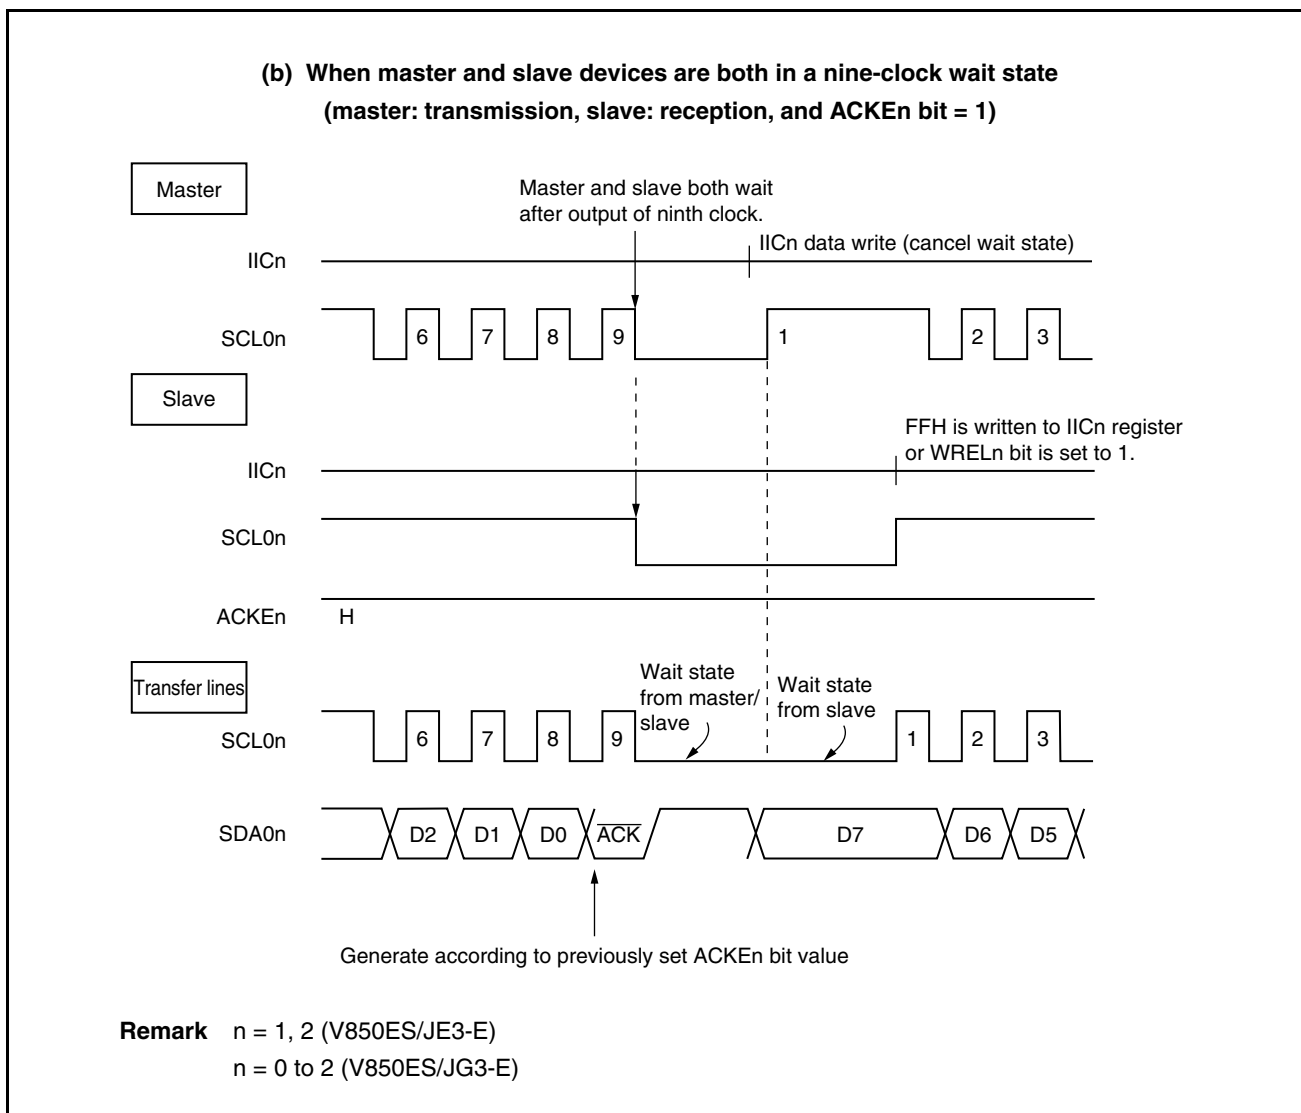 (b) When master and slave devices are both in a nine-clock wait state
(master: transmission, slave: reception, and ACKEn bit = 1)
Master
Master and slave both wait
after output of ninth clock.
IICn
IICn data write (cancel wait state)
SCL0n
6 7 8 9 1 2 3
Slave
FFH is written to IICn register
or WRELn bit is set to 1.
IICn
SCL0n
ACKEn
H
Transfer lines
Wait state
from master/
slave
Wait state
from slave
SCL0n
6 7 8 9 1 2 3
SDA0n
D2 D1 D0 ACK D7 D6 D5
Generate according to previously set ACKEn bit value
Remark n = 1, 2 (V850ES/JE3-E)
n = 0 to 2 (V850ES/JG3-E)